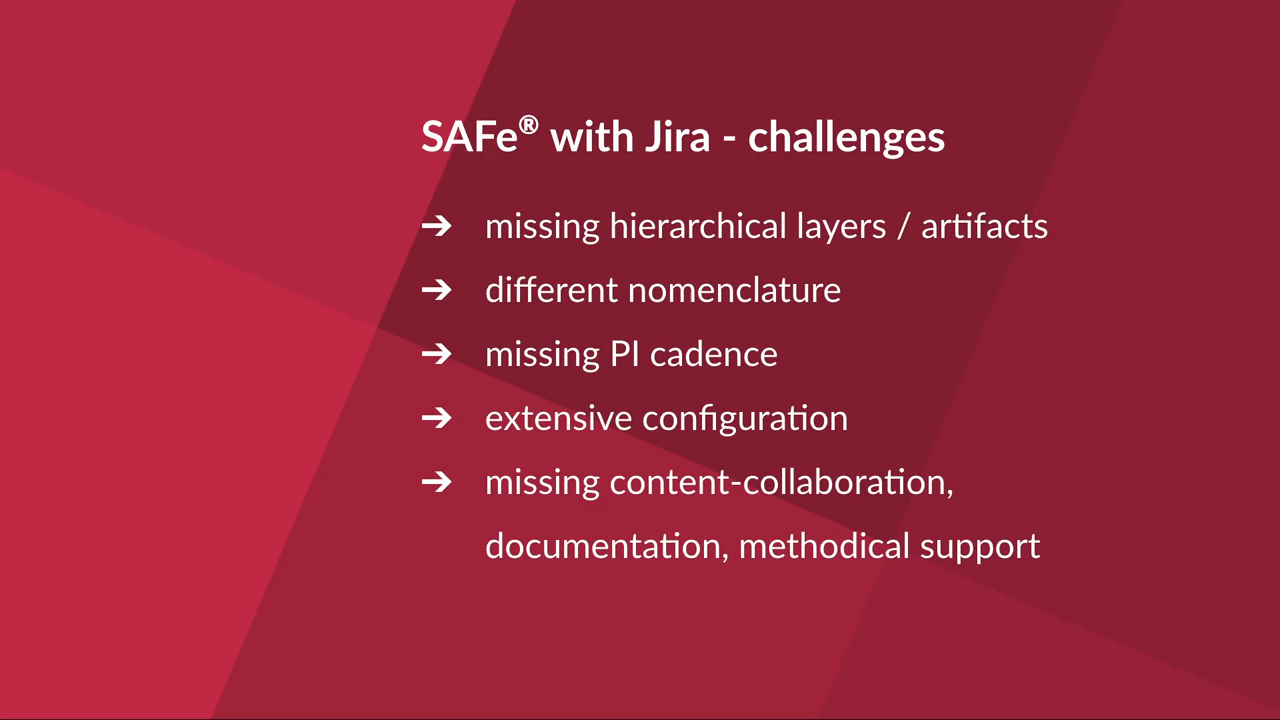 SAFe® with Jira - challenges
➔ missing hierarchical layers / artifacts
➔ different nomenclature
➔ missing PI cadence
➔ extensive configuration
➔ missing content-collaboration,
documentation, methodical support